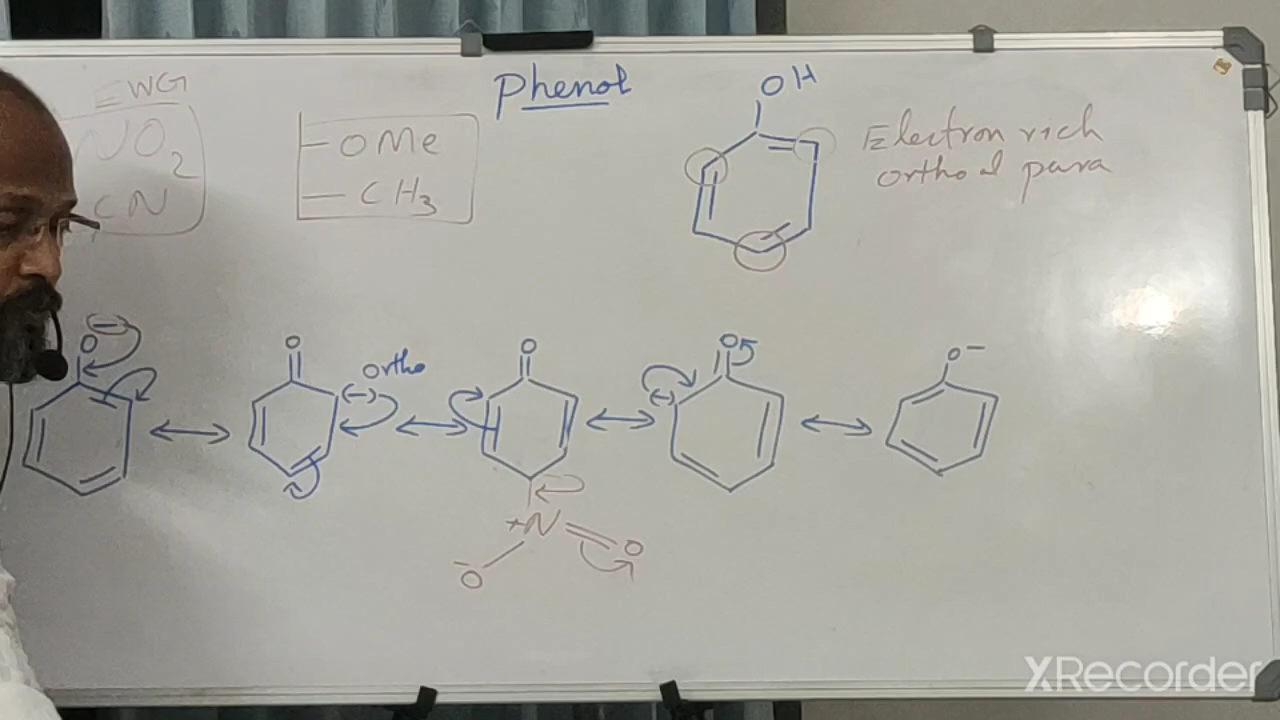 EWG
NO2
CN
-OMe
-CH3
Phenol
OH
Electron rich
ortho & para
O (-)
O
(-) Ortho
O
O
(-)
O-
+N
-O
O
XRecorder